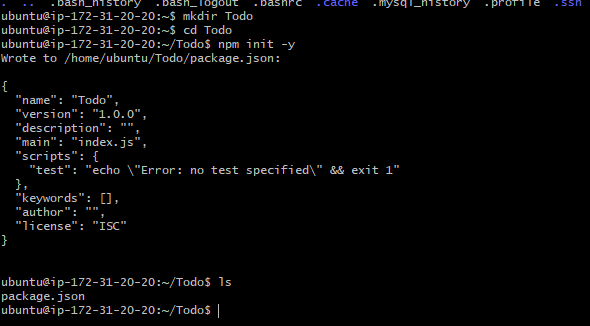 .  ..  .bash_history  .bash_logout  .bashrc  .cache  .mysql_history  .profile  .ssh
ubuntu@ip-172-31-20-20:~$ mkdir Todo
ubuntu@ip-172-31-20-20:~$ cd Todo
ubuntu@ip-172-31-20-20:~/Todo$ npm init -y
Wrote to /home/ubuntu/Todo/package.json:

{
  "name": "Todo",
  "version": "1.0.0",
  "description": "",
  "main": "index.js",
  "scripts": {
    "test": "echo \"Error: no test specified\" && exit 1"
  },
  "keywords": [],
  "author": "",
  "license": "ISC"
}

ubuntu@ip-172-31-20-20:~/Todo$ ls
package.json
ubuntu@ip-172-31-20-20:~/Todo$